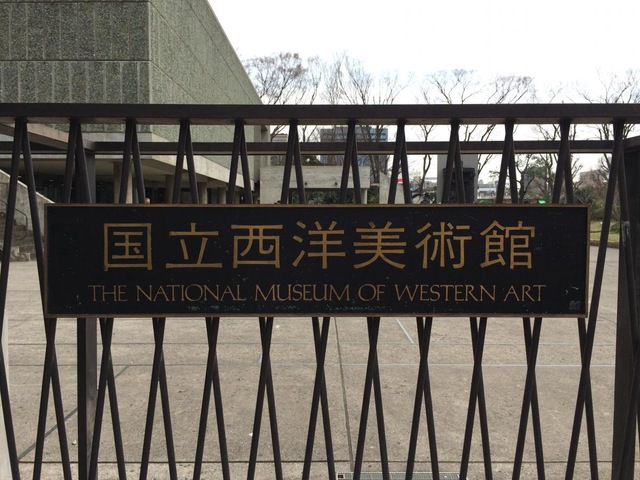 国立西洋美術館
THE NATIONAL MUSEUM OF WESTERN ART